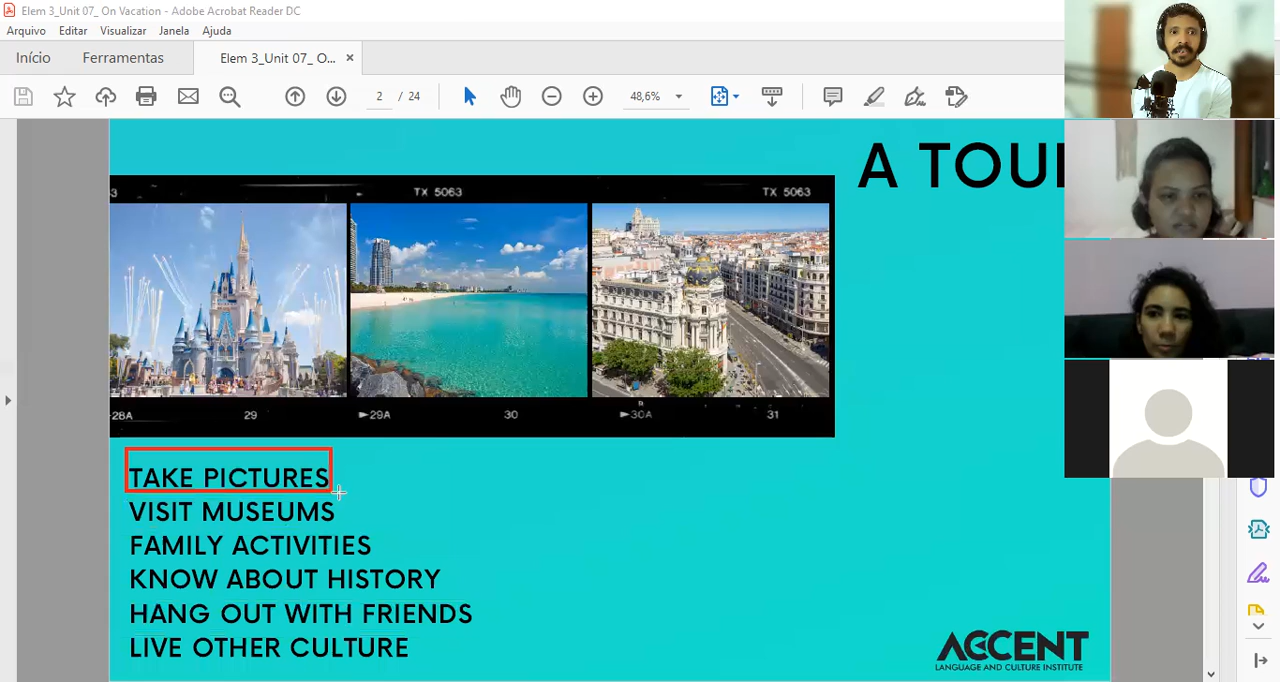 Elem 3_Unit 07_ On Vacation - Adobe Acrobat Reader DC
Arquivo Editar Visualizar Janela Ajuda
Início Ferramentas Elem 3_Unit 07_ O... ×
2 / 24 48,6%
A TOU
3 TX 5063 TX 5063
28A 29 ►29A 30 ►30A 31
TAKE PICTURES
VISIT MUSEUMS
FAMILY ACTIVITIES
KNOW ABOUT HISTORY
HANG OUT WITH FRIENDS
LIVE OTHER CULTURE
ACCENT
LANGUAGE AND CULTURE INSTITUTE